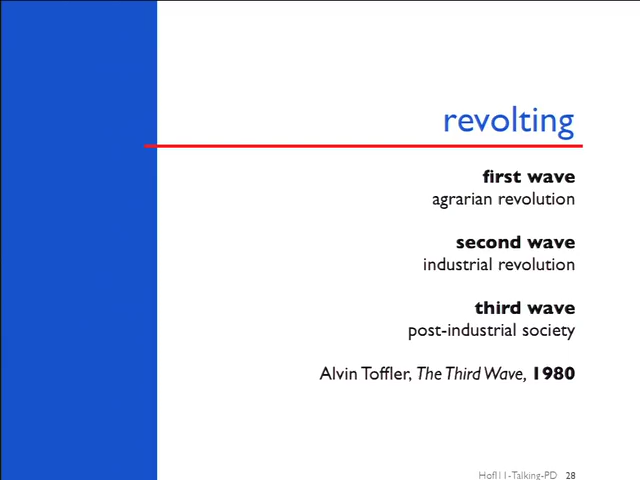 revolting
first wave
agrarian revolution
second wave
industrial revolution
third wave
post-industrial society
Alvin Toffler, The Third Wave, 1980
Hofl11-Talking-PD 28